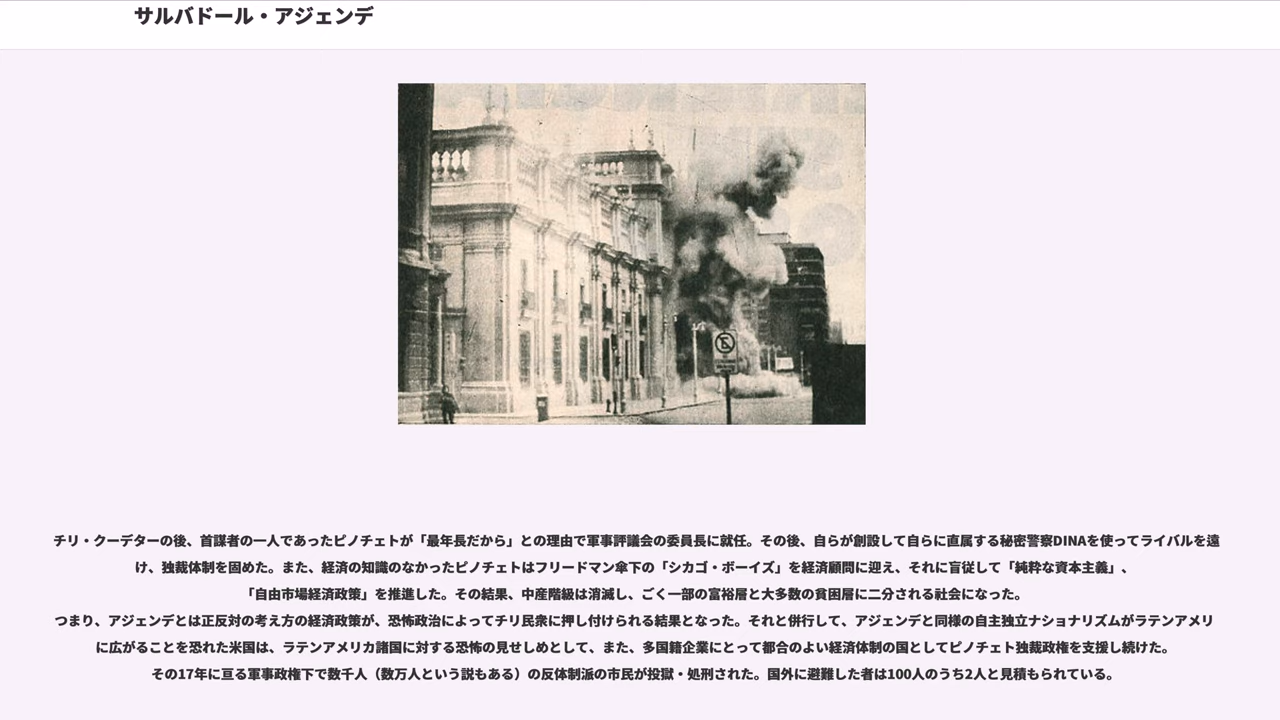 サルバドール・アジェンデ
チリ・クーデターの後、首謀者の一人であったピノチェトが「最年長だから」との理由で軍事評議会の委員長に就任。その後、自らが創設して自らに直属する秘密警察DINAを使ってライバルを遠
け、独裁体制を固めた。また、経済の知識のなかったピノチェトはフリードマン傘下の「シカゴ・ボーイズ」を経済顧問に迎え、それに盲従して「純粋な資本主義」、
「自由市場経済政策」を推進した。その結果、中産階級は消滅し、ごく一部の富裕層と大多数の貧困層に二分される社会になった。
つまり、アジェンデとは正反対の考え方の経済政策が、恐怖政治によってチリ民衆に押し付けられる結果となった。それと併行して、アジェンデと同様の自主独立ナショナリズムがラテンアメリ
に広がることを恐れた米国は、ラテンアメリカ諸国に対する恐怖の見せしめとして、また、多国籍企業にとって都合のよい経済体制の国としてピノチェト独裁政権を支援し続けた。
その17年に亘る軍事政権下で数千人（数万人という説もある）の反体制派の市民が投獄・処刑された。国外に避難した者は100人のうち2人と見積もられている。